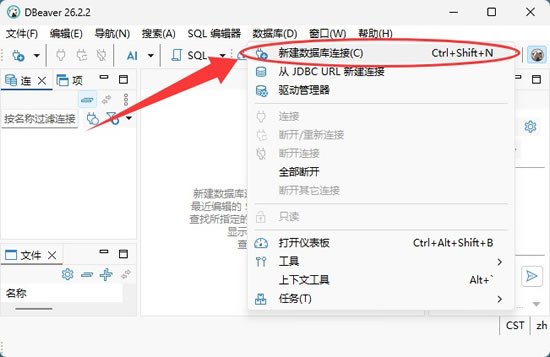 DBeaver 26.2.2
文件(F) 编辑(E) 导航(N) 搜索(A) SQL 编辑器 数据库(D) 窗口(W) 帮助(H)
AI SQL
新建数据库连接(C) Ctrl+Shift+N
从 JDBC URL 新建连接
驱动管理器
连接
断开/重新连接
断开连接
全部断开
断开其它连接
只读
打开仪表板 Ctrl+Alt+Shift+B
工具
上下文工具 Alt+`
任务(T)
连 项
按名称过滤连接
新建数据库
最近编辑的 S
查找所指定的
显示
查
文件
名称
CST zh